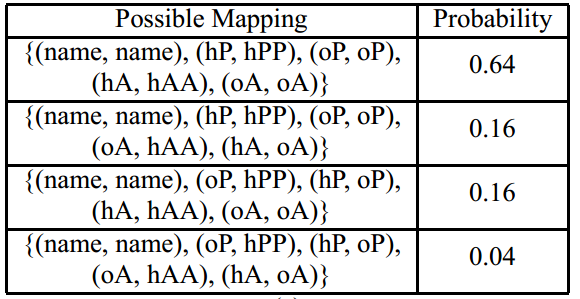 Possible Mapping Probability
{(name, name), (hP, hPP), (oP, oP),
(hA, hAA), (oA, oA)} 0.64
{(name, name), (hP, hPP), (oP, oP),
(oA, hAA), (hA, oA)} 0.16
{(name, name), (oP, hPP), (hP, oP),
(hA, hAA), (oA, oA)} 0.16
{(name, name), (oP, hPP), (hP, oP),
(oA, hAA), (hA, oA)} 0.04